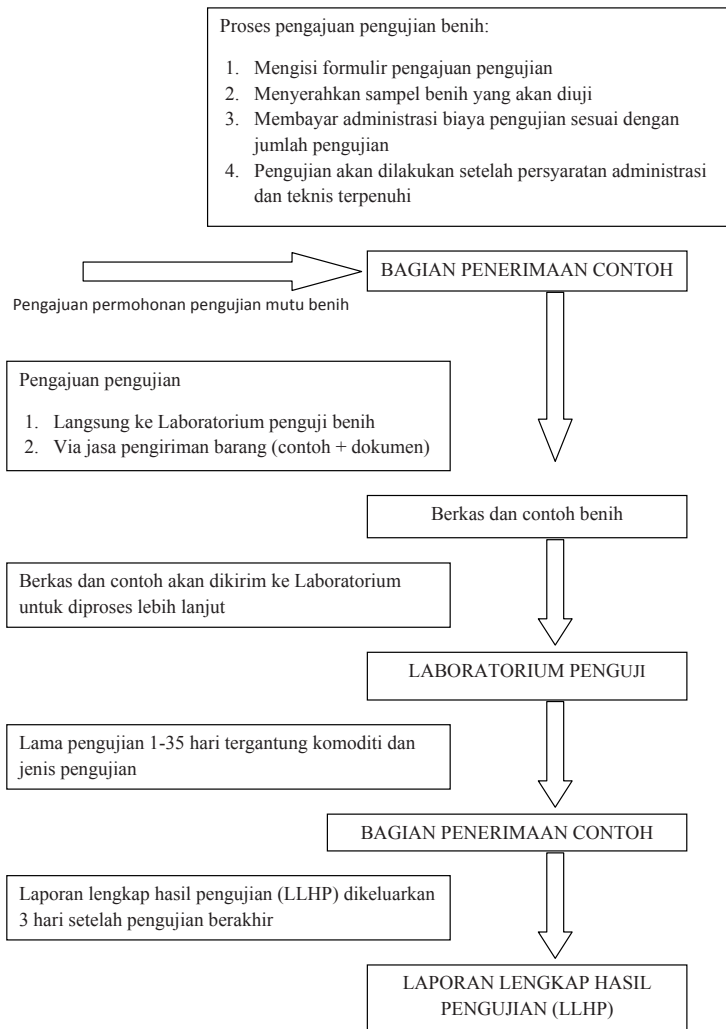 Proses pengajuan pengujian benih:
1. Mengisi formulir pengajuan pengujian
2. Menyerahkan sampel benih yang akan diuji
3. Membayar administrasi biaya pengujian sesuai dengan
jumlah pengujian
4. Pengujian akan dilakukan setelah persyaratan administrasi
dan teknis terpenuhi
BAGIAN PENERIMAAN CONTOH
Pengajuan permohonan pengujian mutu benih
Pengajuan pengujian
1. Langsung ke Laboratorium penguji benih
2. Via jasa pengiriman barang (contoh + dokumen)
Berkas dan contoh benih
Berkas dan contoh akan dikirim ke Laboratorium
untuk diproses lebih lanjut
LABORATORIUM PENGUJI
Lama pengujian 1-35 hari tergantung komoditi dan
jenis pengujian
BAGIAN PENERIMAAN CONTOH
Laporan lengkap hasil pengujian (LLHP) dikeluarkan
3 hari setelah pengujian berakhir
LAPORAN LENGKAP HASIL
PENGUJIAN (LLHP)